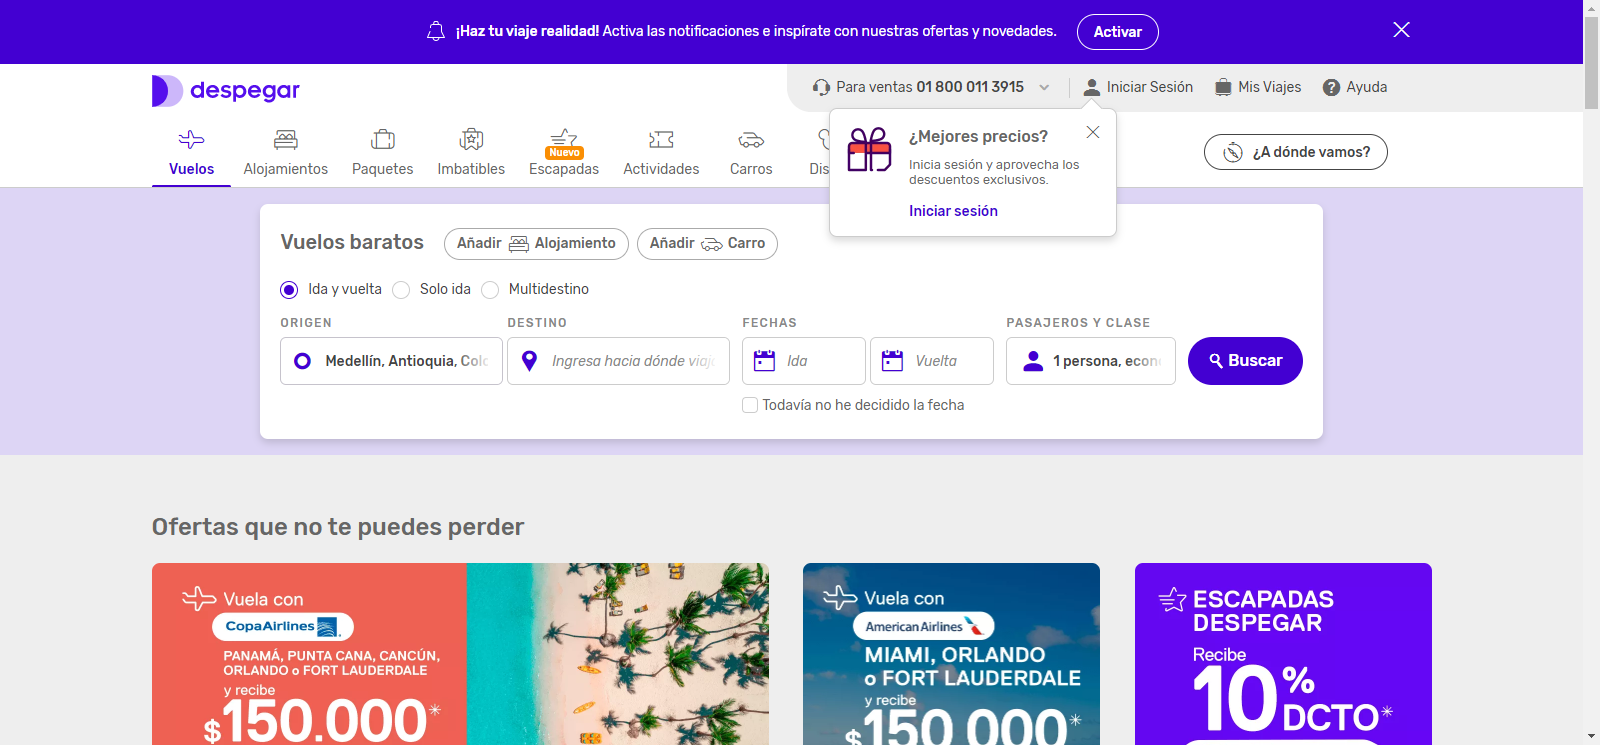 ¡Haz tu viaje realidad! Activa las notificaciones e inspírate con nuestras ofertas y novedades.
Activar
despegar
Para ventas 01 800 011 3915
Iniciar Sesión
Mis Viajes
Ayuda
Vuelos
Alojamientos
Paquetes
Imbatibles
Nuevo
Escapadas
Actividades
Carros
Dis
¿A dónde vamos?
¿Mejores precios?
Inicia sesión y aprovecha los
descuentos exclusivos.
Iniciar sesión
Vuelos baratos
Añadir Alojamiento
Añadir Carro
Ida y vuelta
Solo ida
Multidestino
ORIGEN
DESTINO
FECHAS
PASAJEROS Y CLASE
Medellín, Antioquia, Colo
Ingresa hacia dónde viaj
Ida
Vuelta
1 persona, econ
Buscar
Todavía no he decidido la fecha
Ofertas que no te puedes perder
Vuela con
CopaAirlines
PANAMÁ, PUNTA CANA, CANCÚN,
ORLANDO o FORT LAUDERDALE
y recibe
$150.000*
Vuela con
American Airlines
MIAMI, ORLANDO
o FORT LAUDERDALE
y recibe
$150.000*
ESCAPADAS
DESPEGAR
Recibe
10% DCTO*